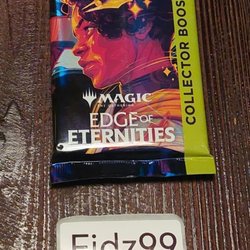 MAGIC
THE GATHERING
EDGE OF
ETERNITIES
COLLECTOR BOOS
Fidz99